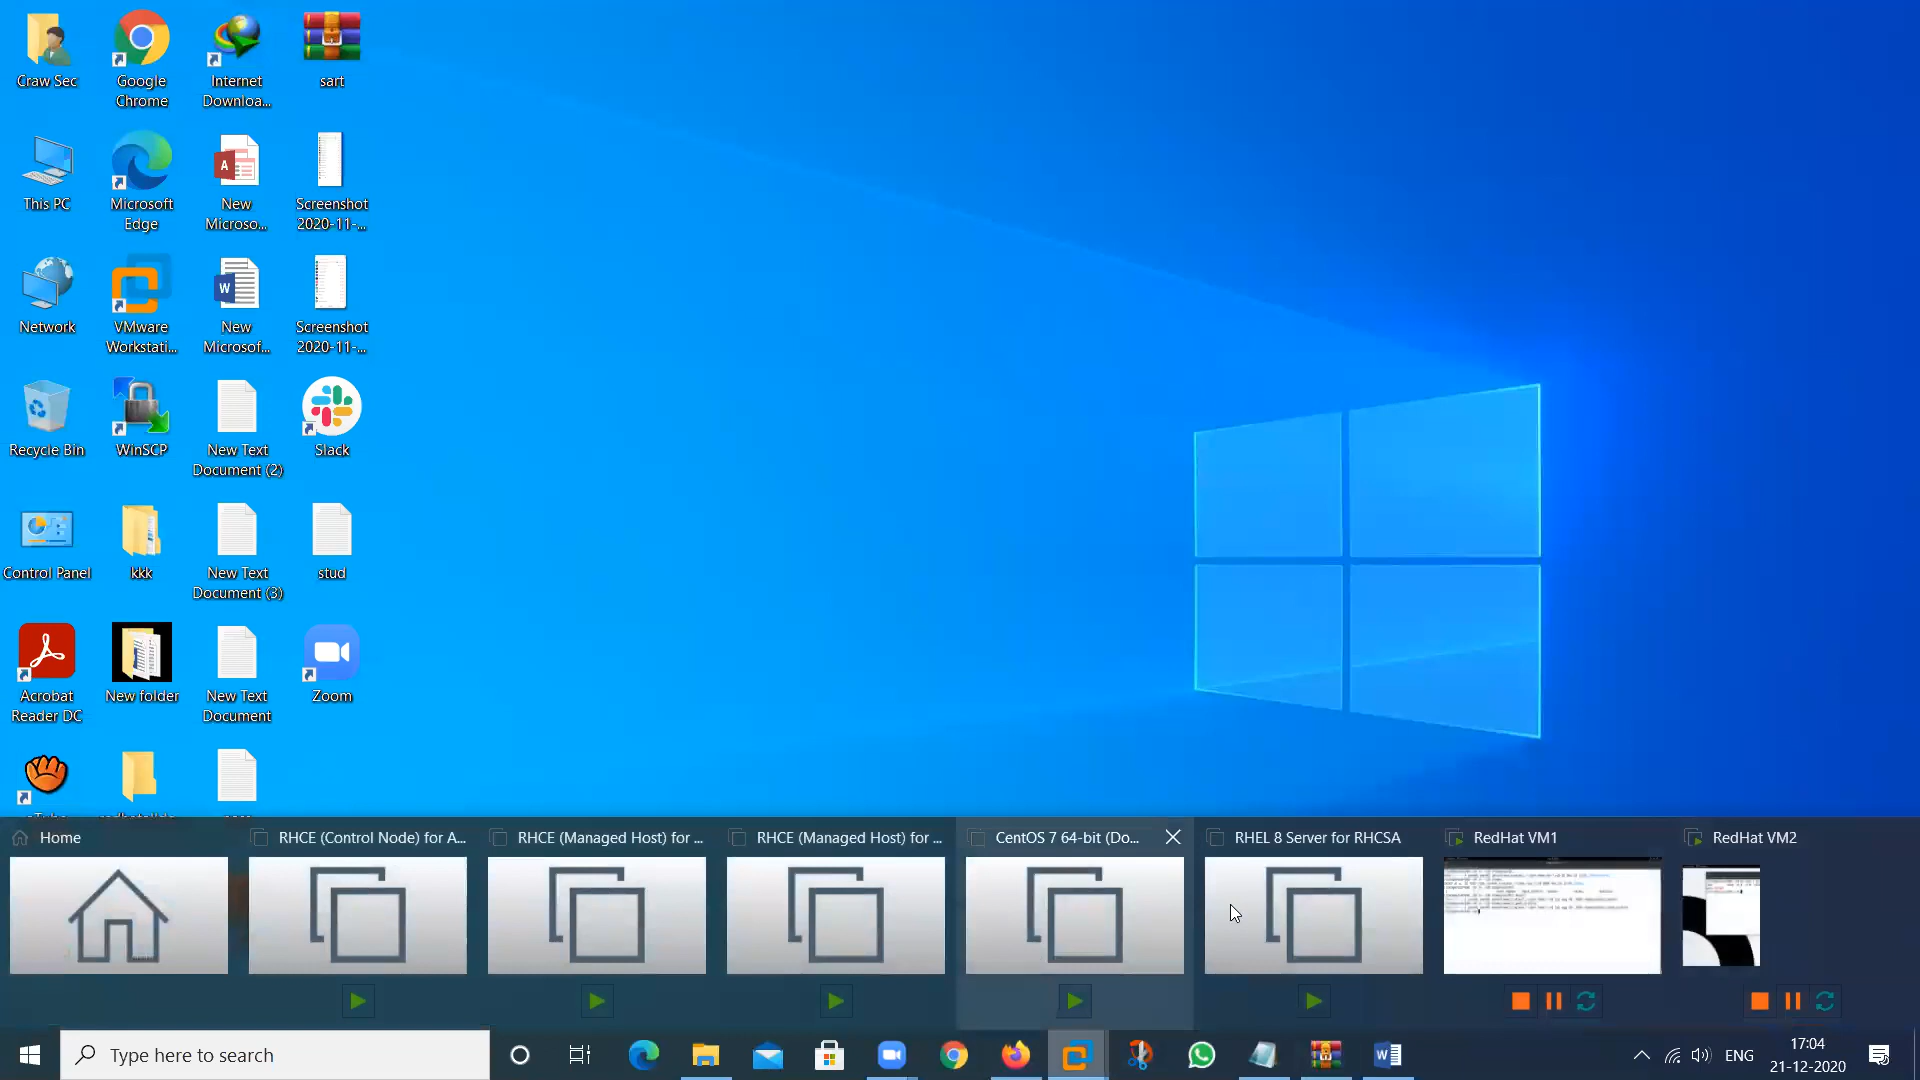 Craw Sec
Google
Chrome
Internet
Downloa...
sart
This PC
Microsoft
Edge
New
Microso...
Screenshot
2020-11-...
Network
VMware
Workstati...
New
Microsof...
Screenshot
2020-11-...
Recycle Bin
WinSCP
New Text
Document (2)
Slack
Control Panel
kkk
New Text
Document (3)
stud
Acrobat
Reader DC
New folder
New Text
Document
Zoom
Home
RHCE (Control Node) for A...
RHCE (Managed Host) for ...
RHCE (Managed Host) for ...
CentOS 7 64-bit (Do...
RHEL 8 Server for RHCSA
RedHat VM1
RedHat VM2
Type here to search
ENG
17:04
21-12-2020